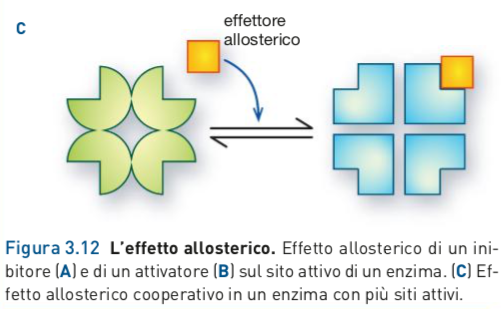 C
effettore
allosterico
Figura 3.12 L'effetto allosterico. Effetto allosterico di un ini-
bitore (A) e di un attivatore (B) sul sito attivo di un enzima. (C) Ef-
fetto allosterico cooperativo in un enzima con più siti attivi.